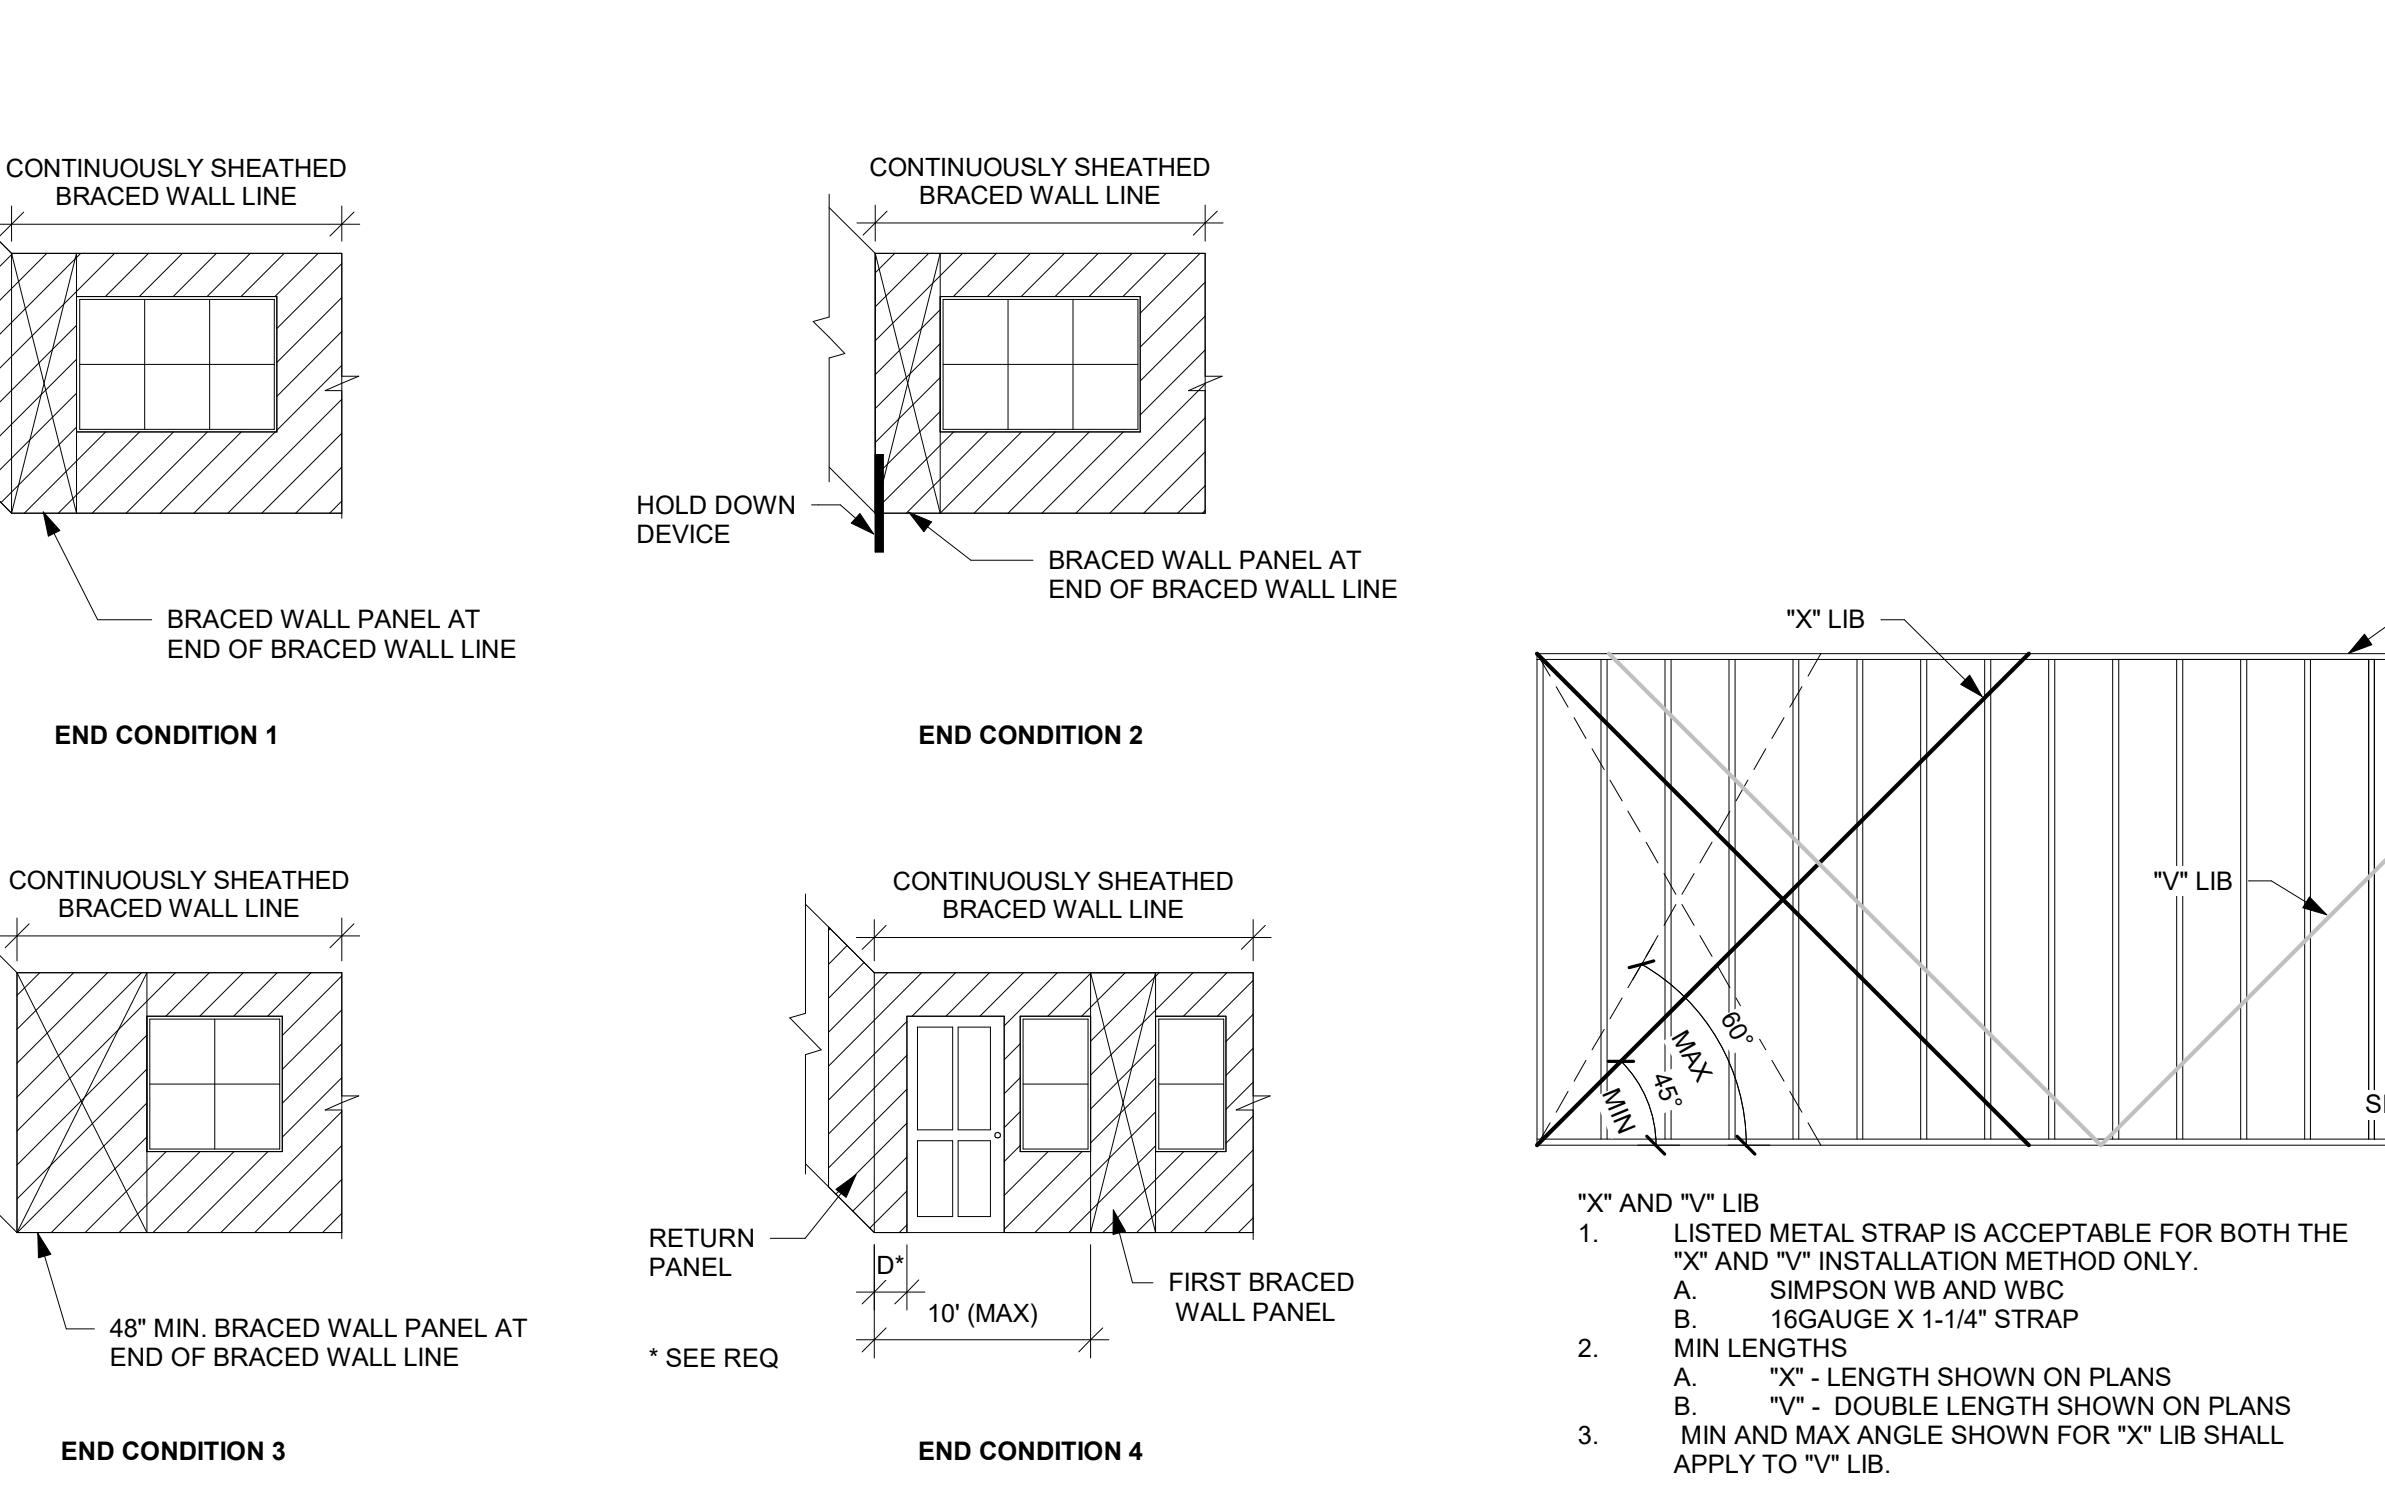 CONTINUOUSLY SHEATHED
BRACED WALL LINE
BRACED WALL PANEL AT
END OF BRACED WALL LINE
END CONDITION 1
CONTINUOUSLY SHEATHED
BRACED WALL LINE
HOLD DOWN
DEVICE
BRACED WALL PANEL AT
END OF BRACED WALL LINE
END CONDITION 2
CONTINUOUSLY SHEATHED
BRACED WALL LINE
48" MIN. BRACED WALL PANEL AT
END OF BRACED WALL LINE
END CONDITION 3
CONTINUOUSLY SHEATHED
BRACED WALL LINE
RETURN
PANEL
D*
10' (MAX)
FIRST BRACED
WALL PANEL
* SEE REQ
END CONDITION 4
"X" LIB
"V" LIB
60°
MAX
45°
MIN
"X" AND "V" LIB
1. LISTED METAL STRAP IS ACCEPTABLE FOR BOTH THE
"X" AND "V" INSTALLATION METHOD ONLY.
A. SIMPSON WB AND WBC
B. 16GAUGE X 1-1/4" STRAP
2. MIN LENGTHS
A. "X" - LENGTH SHOWN ON PLANS
B. "V" - DOUBLE LENGTH SHOWN ON PLANS
3. MIN AND MAX ANGLE SHOWN FOR "X" LIB SHALL
APPLY TO "V" LIB.